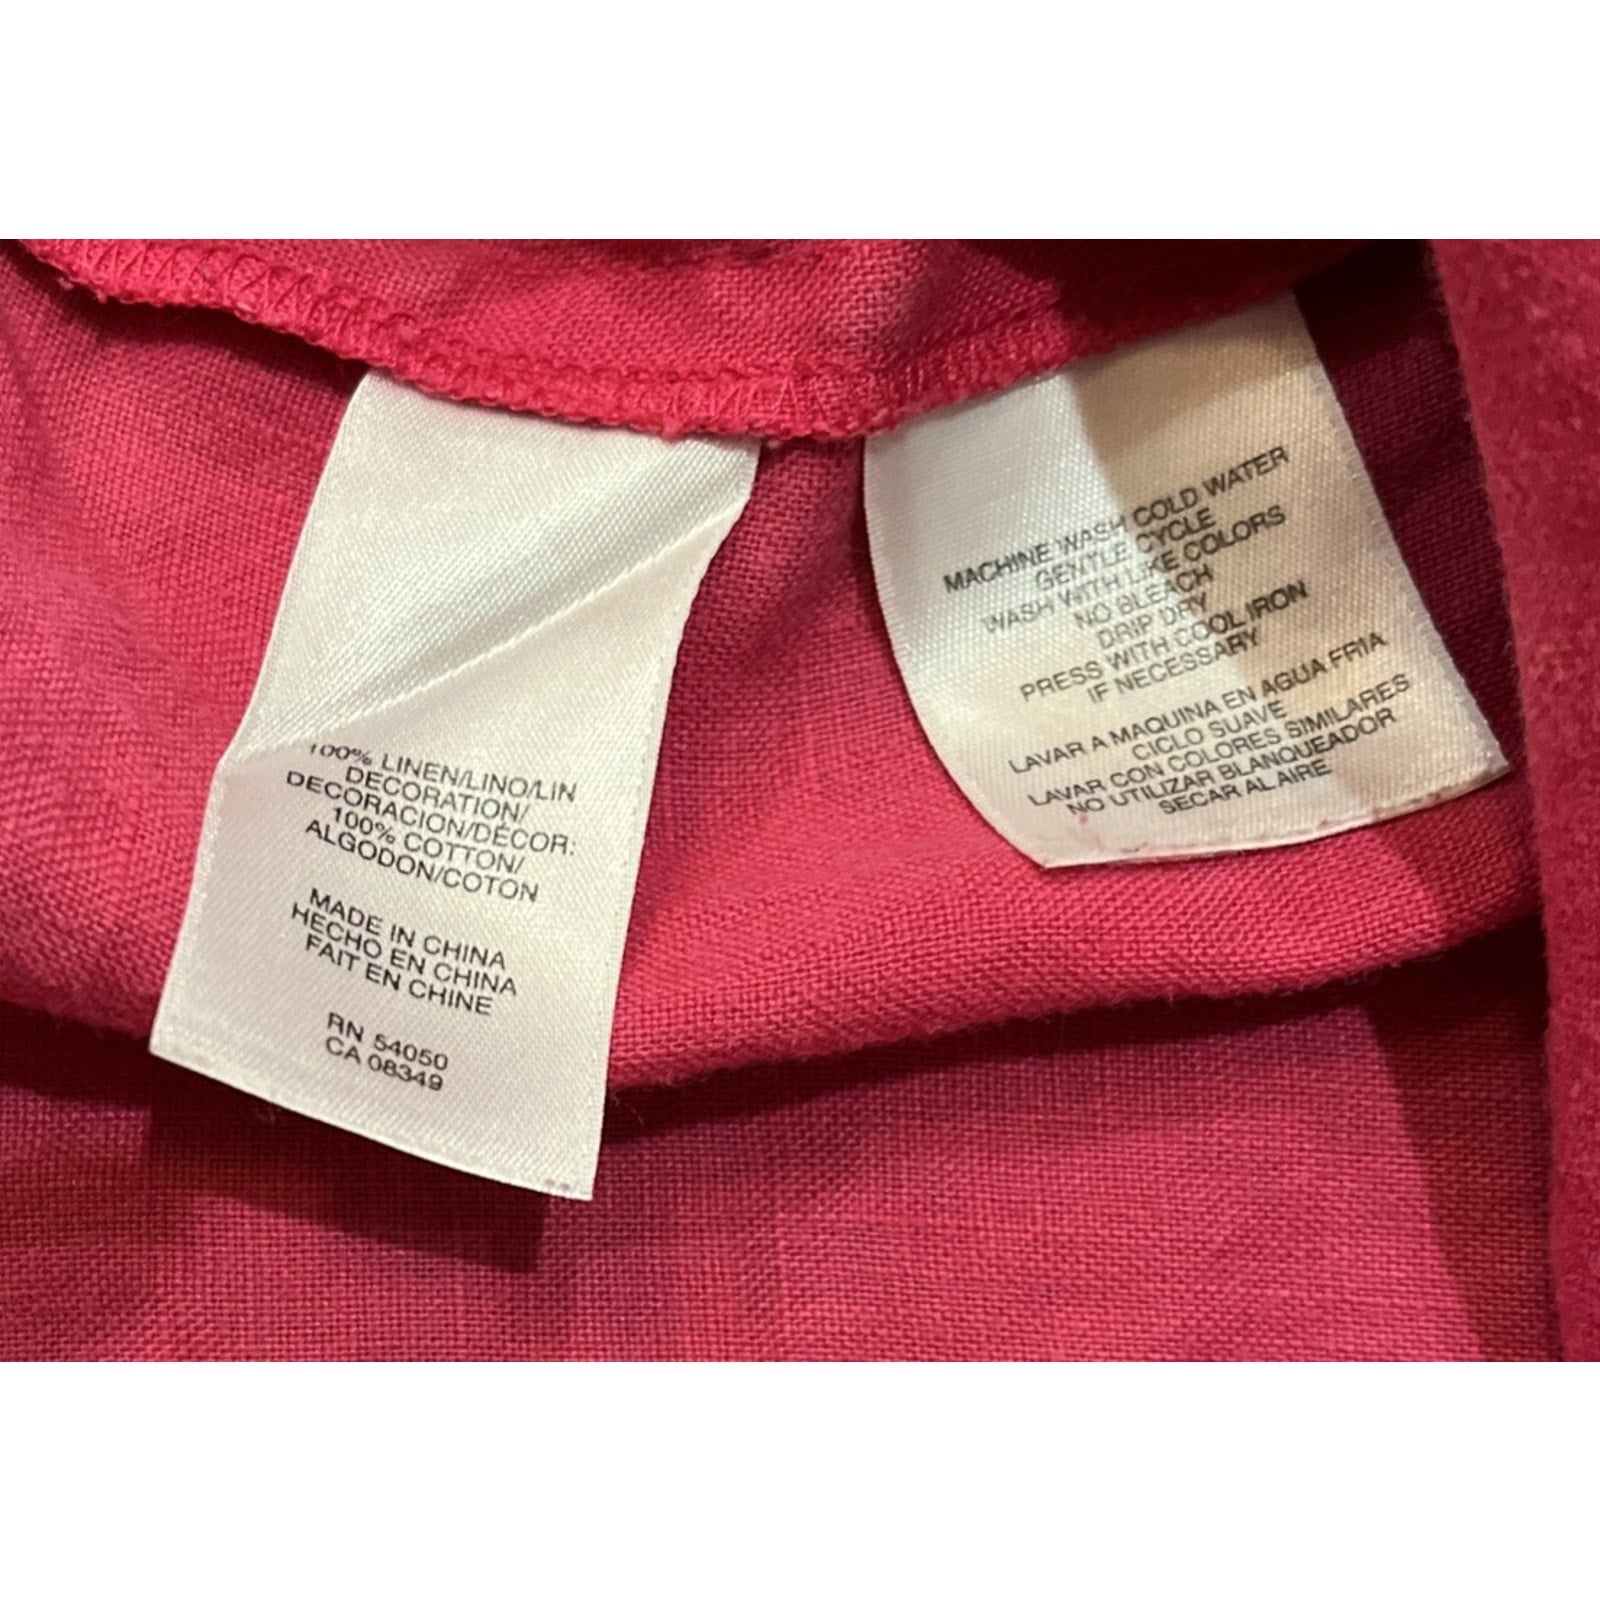 100% LINEN/LINO/LIN
DECORATION/
DECORACION/DÉCOR:
100% COTTON/
ALGODON/COTON
MADE IN CHINA
HECHO EN CHINA
FAIT EN CHINE
RN 54050
CA 08349
MACHINE WASH COLD WATER
GENTLE CYCLE
WASH WITH LIKE COLORS
NO BLEACH
DRIP DRY
PRESS WITH COOL IRON
IF NECESSARY
LAVAR A MAQUINA EN AGUA FRIA
CICLO SUAVE
LAVAR CON COLORES SIMILARES
NO UTILIZAR BLANQUEADOR
SECAR AL AIRE